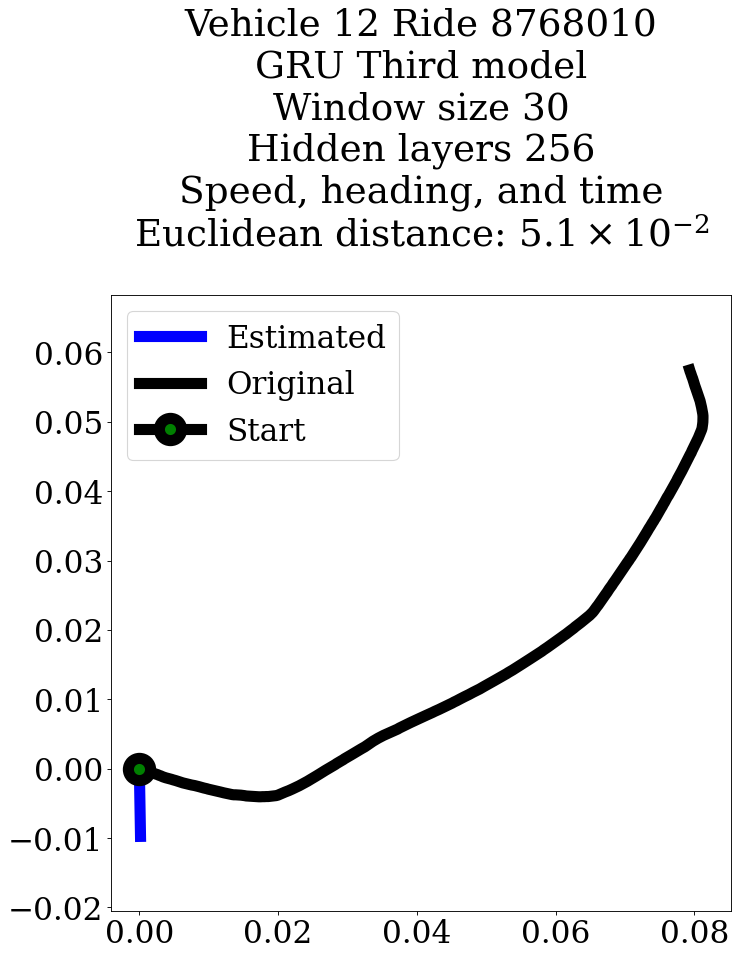 Vehicle 12 Ride 8768010
GRU Third model
Window size 30
Hidden layers 256
Speed, heading, and time
Euclidean distance: 5.1 × 10⁻²
Estimated
Original
Start
0.06
0.05
0.04
0.03
0.02
0.01
0.00
−0.01
−0.02
0.00 0.02 0.04 0.06 0.08